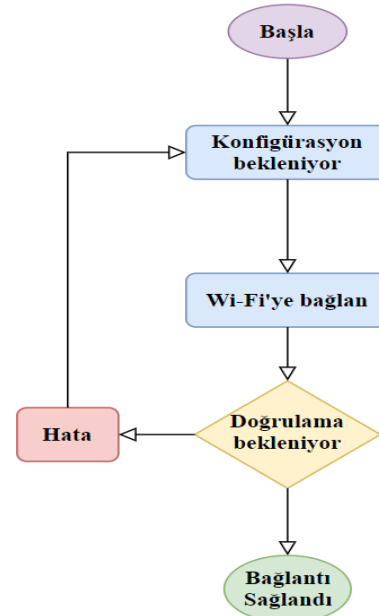 Başla
Konfigürasyon
bekleniyor
Wi-Fi'ye bağlan
Doğrulama
bekleniyor
Hata
Bağlantı
Sağlandı